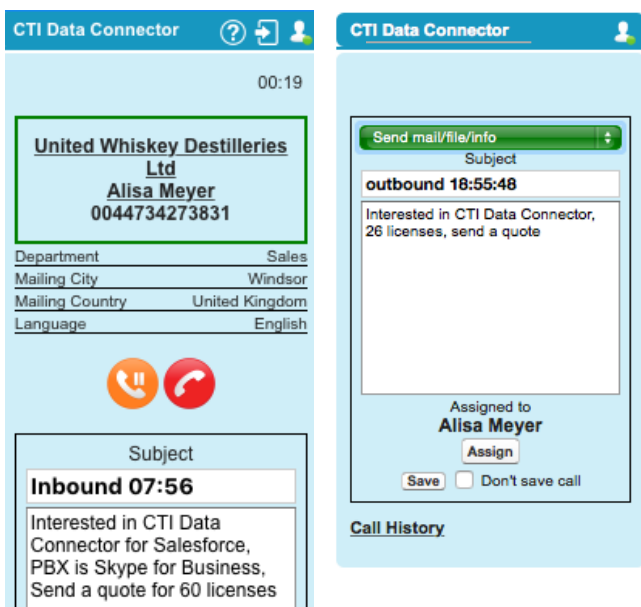 CTI Data Connector
?
00:19
United Whiskey Destilleries
Ltd
Alisa Meyer
0044734273831
Department Sales
Mailing City Windsor
Mailing Country United Kingdom
Language English
Subject
Inbound 07:56
Interested in CTI Data
Connector for Salesforce,
PBX is Skype for Business,
Send a quote for 60 licenses
CTI Data Connector
Send mail/file/info
Subject
outbound 18:55:48
Interested in CTI Data Connector,
26 licenses, send a quote
Assigned to
Alisa Meyer
Assign
Save Don't save call
Call History